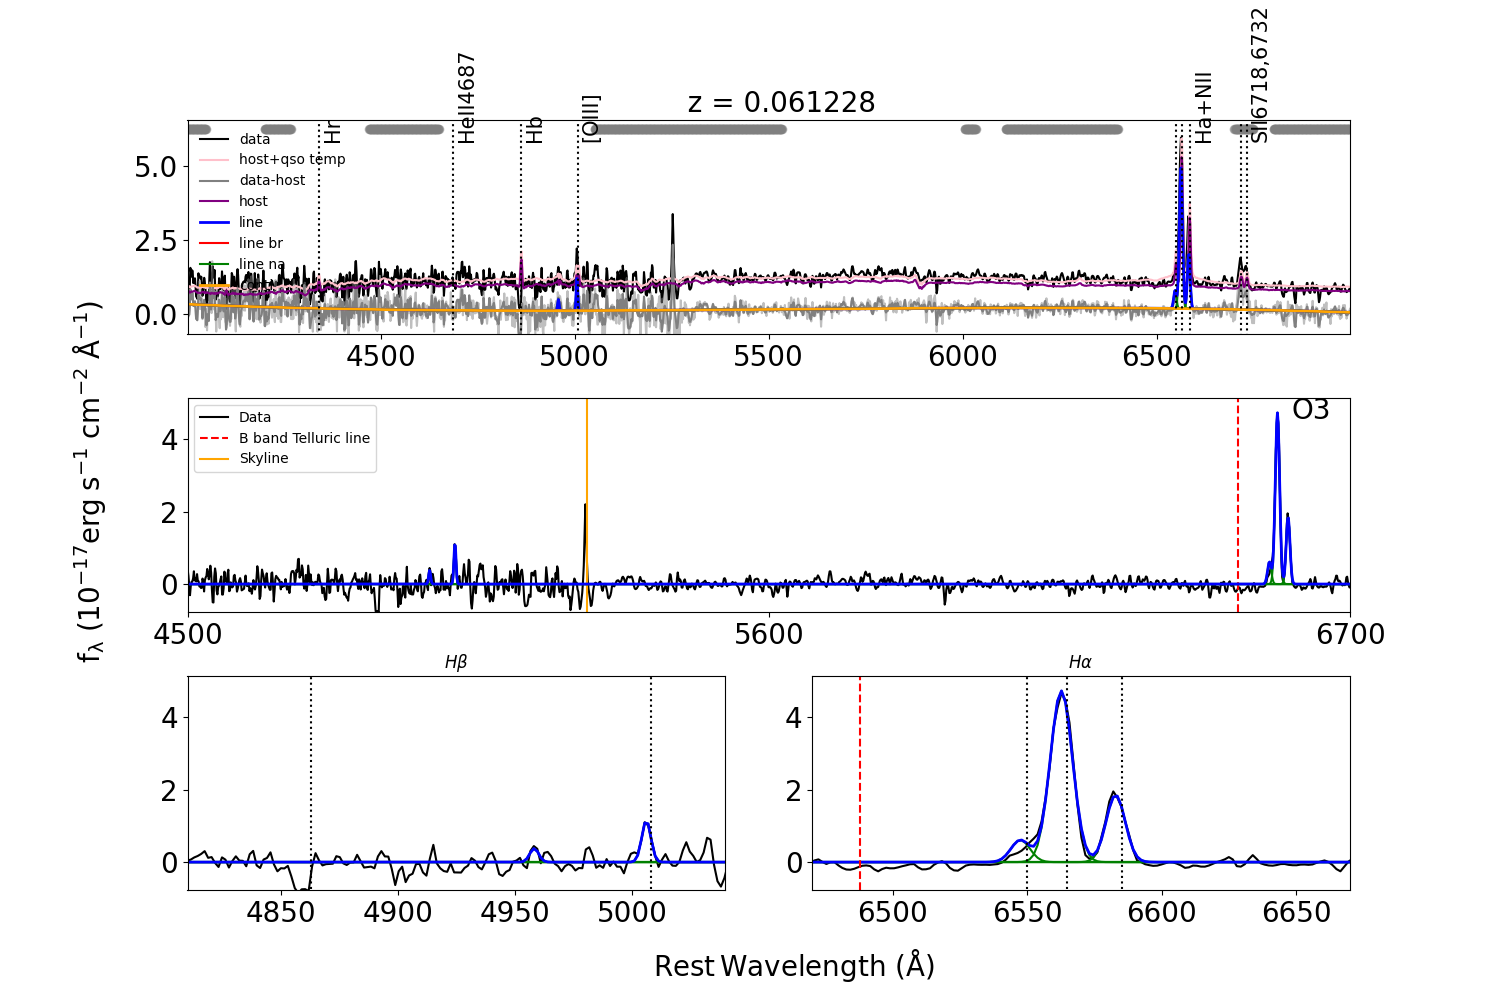 z = 0.061228
Hr
HeII4687
Hb
[OIII]
Ha+NII
SII6718,6732
data
host+qso temp
data-host
host
line
line br
line na
5.0
2.5
0.0
4500 5000 5500 6000 6500
fλ (10⁻¹⁷erg s⁻¹ cm⁻² Å⁻¹)
Data
B band Telluric line
Skyline
O3
4
2
0
4500 5600 6700
Hβ
4
2
0
4850 4900 4950 5000
Hα
4
2
0
6500 6550 6600 6650
Rest Wavelength (Å)